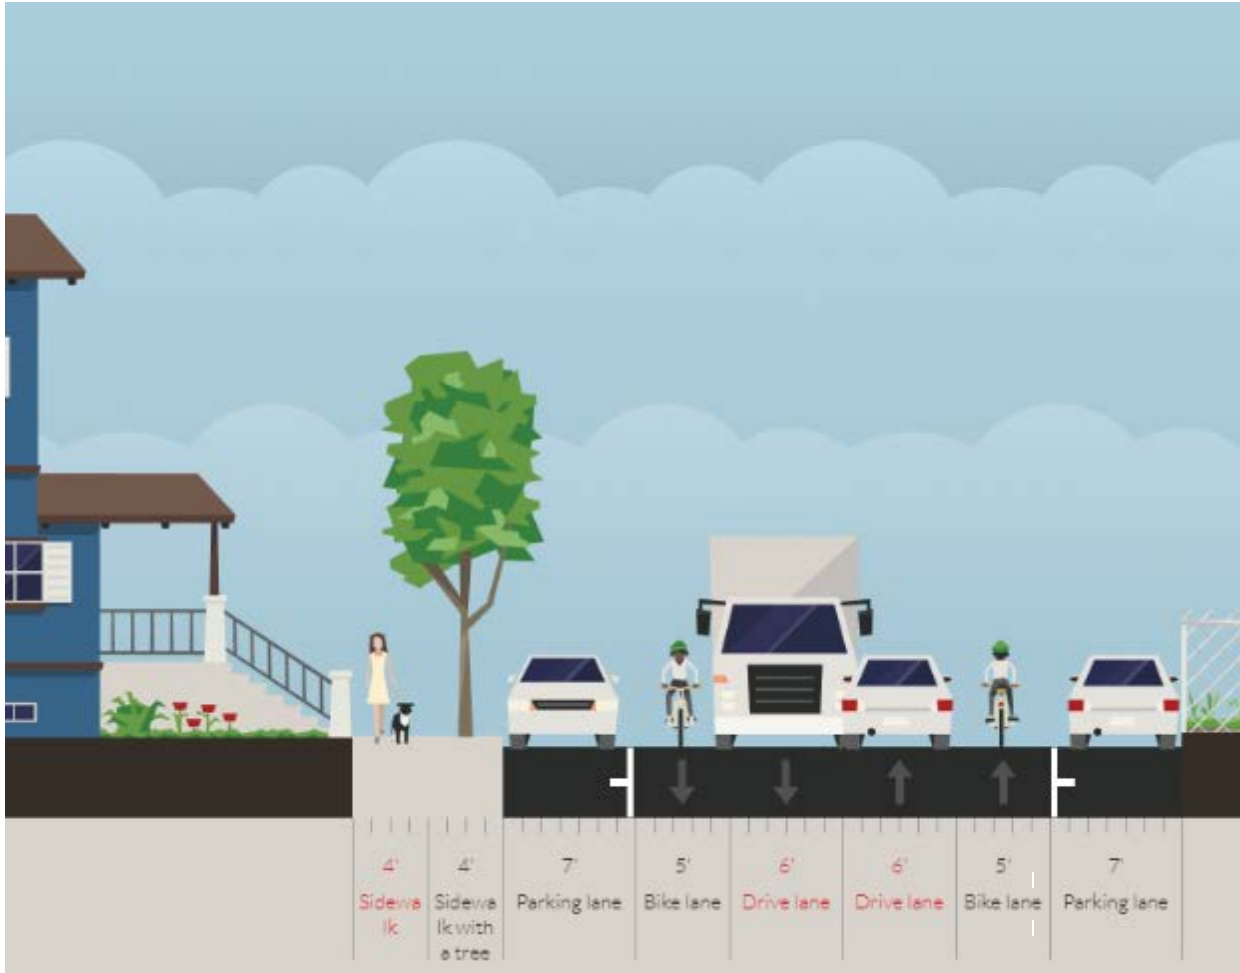 4' 4' 7' 5' 6' 6' 5' 7'
Sidewa Sidewa Parking lane Bike lane Drive lane Drive lane Bike lane Parking lane
lk lk with
a tree